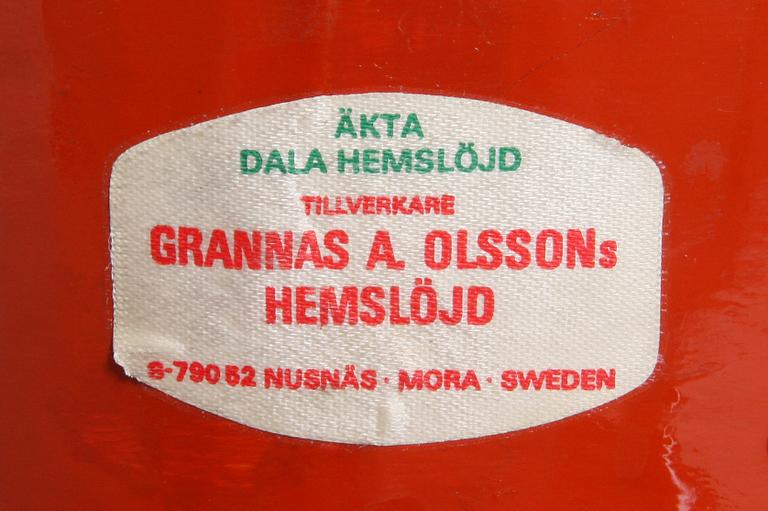 ÄKTA
DALA HEMSLÖJD
TILLVERKARE
GRANNAS A. OLSSONs
HEMSLÖJD
S-790 52 NUSNÄS · MORA · SWEDEN